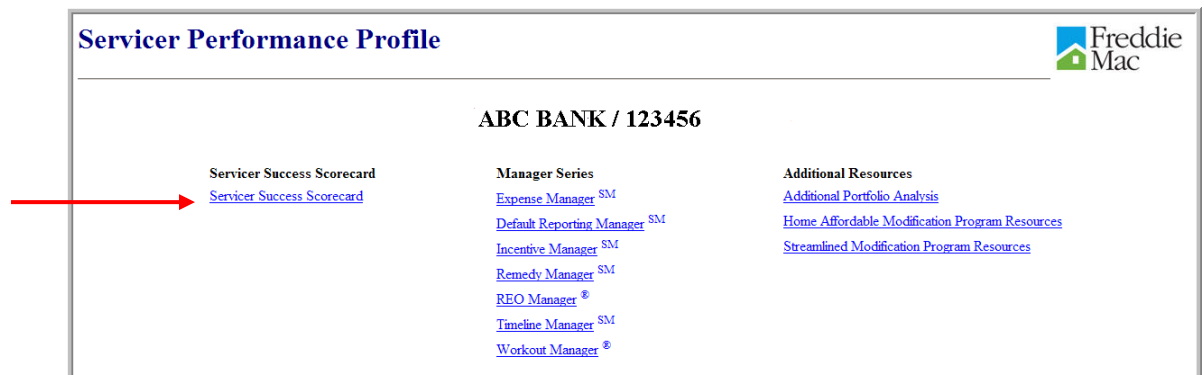 Servicer Performance Profile
Freddie
Mac
ABC BANK / 123456
Servicer Success Scorecard
Servicer Success Scorecard
Manager Series
Expense Manager SM
Default Reporting Manager SM
Incentive Manager SM
Remedy Manager SM
REO Manager ®
Timeline Manager SM
Workout Manager ®
Additional Resources
Additional Portfolio Analysis
Home Affordable Modification Program Resources
Streamlined Modification Program Resources